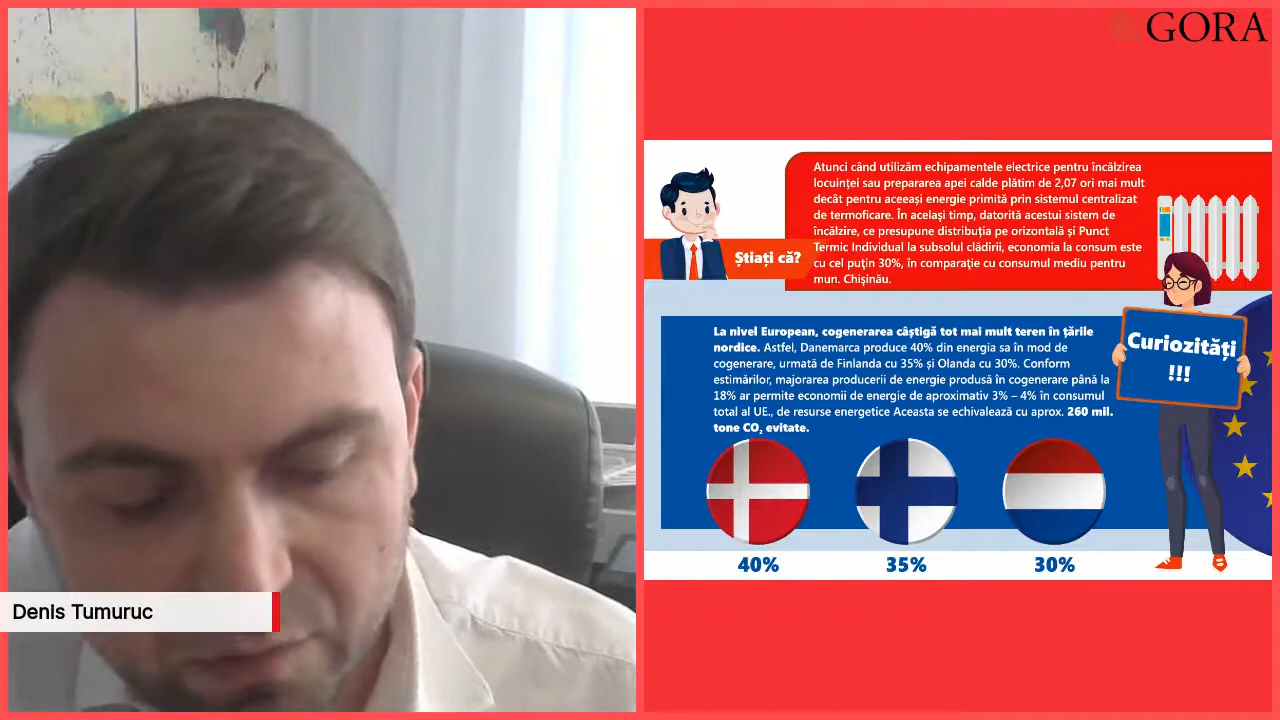 GORA
Atunci când utilizăm echipamentele electrice pentru încălzirea
locuinței sau prepararea apei calde plătim de 2,07 ori mai mult
decât pentru aceeași energie primită prin sistemul centralizat
de termoficare. În același timp, datorită acestui sistem de
încălzire, ce presupune distribuția pe orizontală și Punct
Termic Individual la subsolul clădirii, economia la consum este
cu cel puțin 30%, în comparație cu consumul mediu pentru
mun. Chișinău.
Știați că?
La nivel European, cogenerarea câștigă tot mai mult teren în țările
nordice. Astfel, Danemarca produce 40% din energia sa în mod de
cogenerare, urmată de Finlanda cu 35% și Olanda cu 30%. Conform
estimărilor, majorarea producerii de energie produsă în cogenerare până la
18% ar permite economii de energie de aproximativ 3% – 4% în consumul
total al UE., de resurse energetice Aceasta se echivalează cu aprox. 260 mil.
tone CO₂ evitate.
Curiozități
!!!
40%
35%
30%
Denis Tumuruc